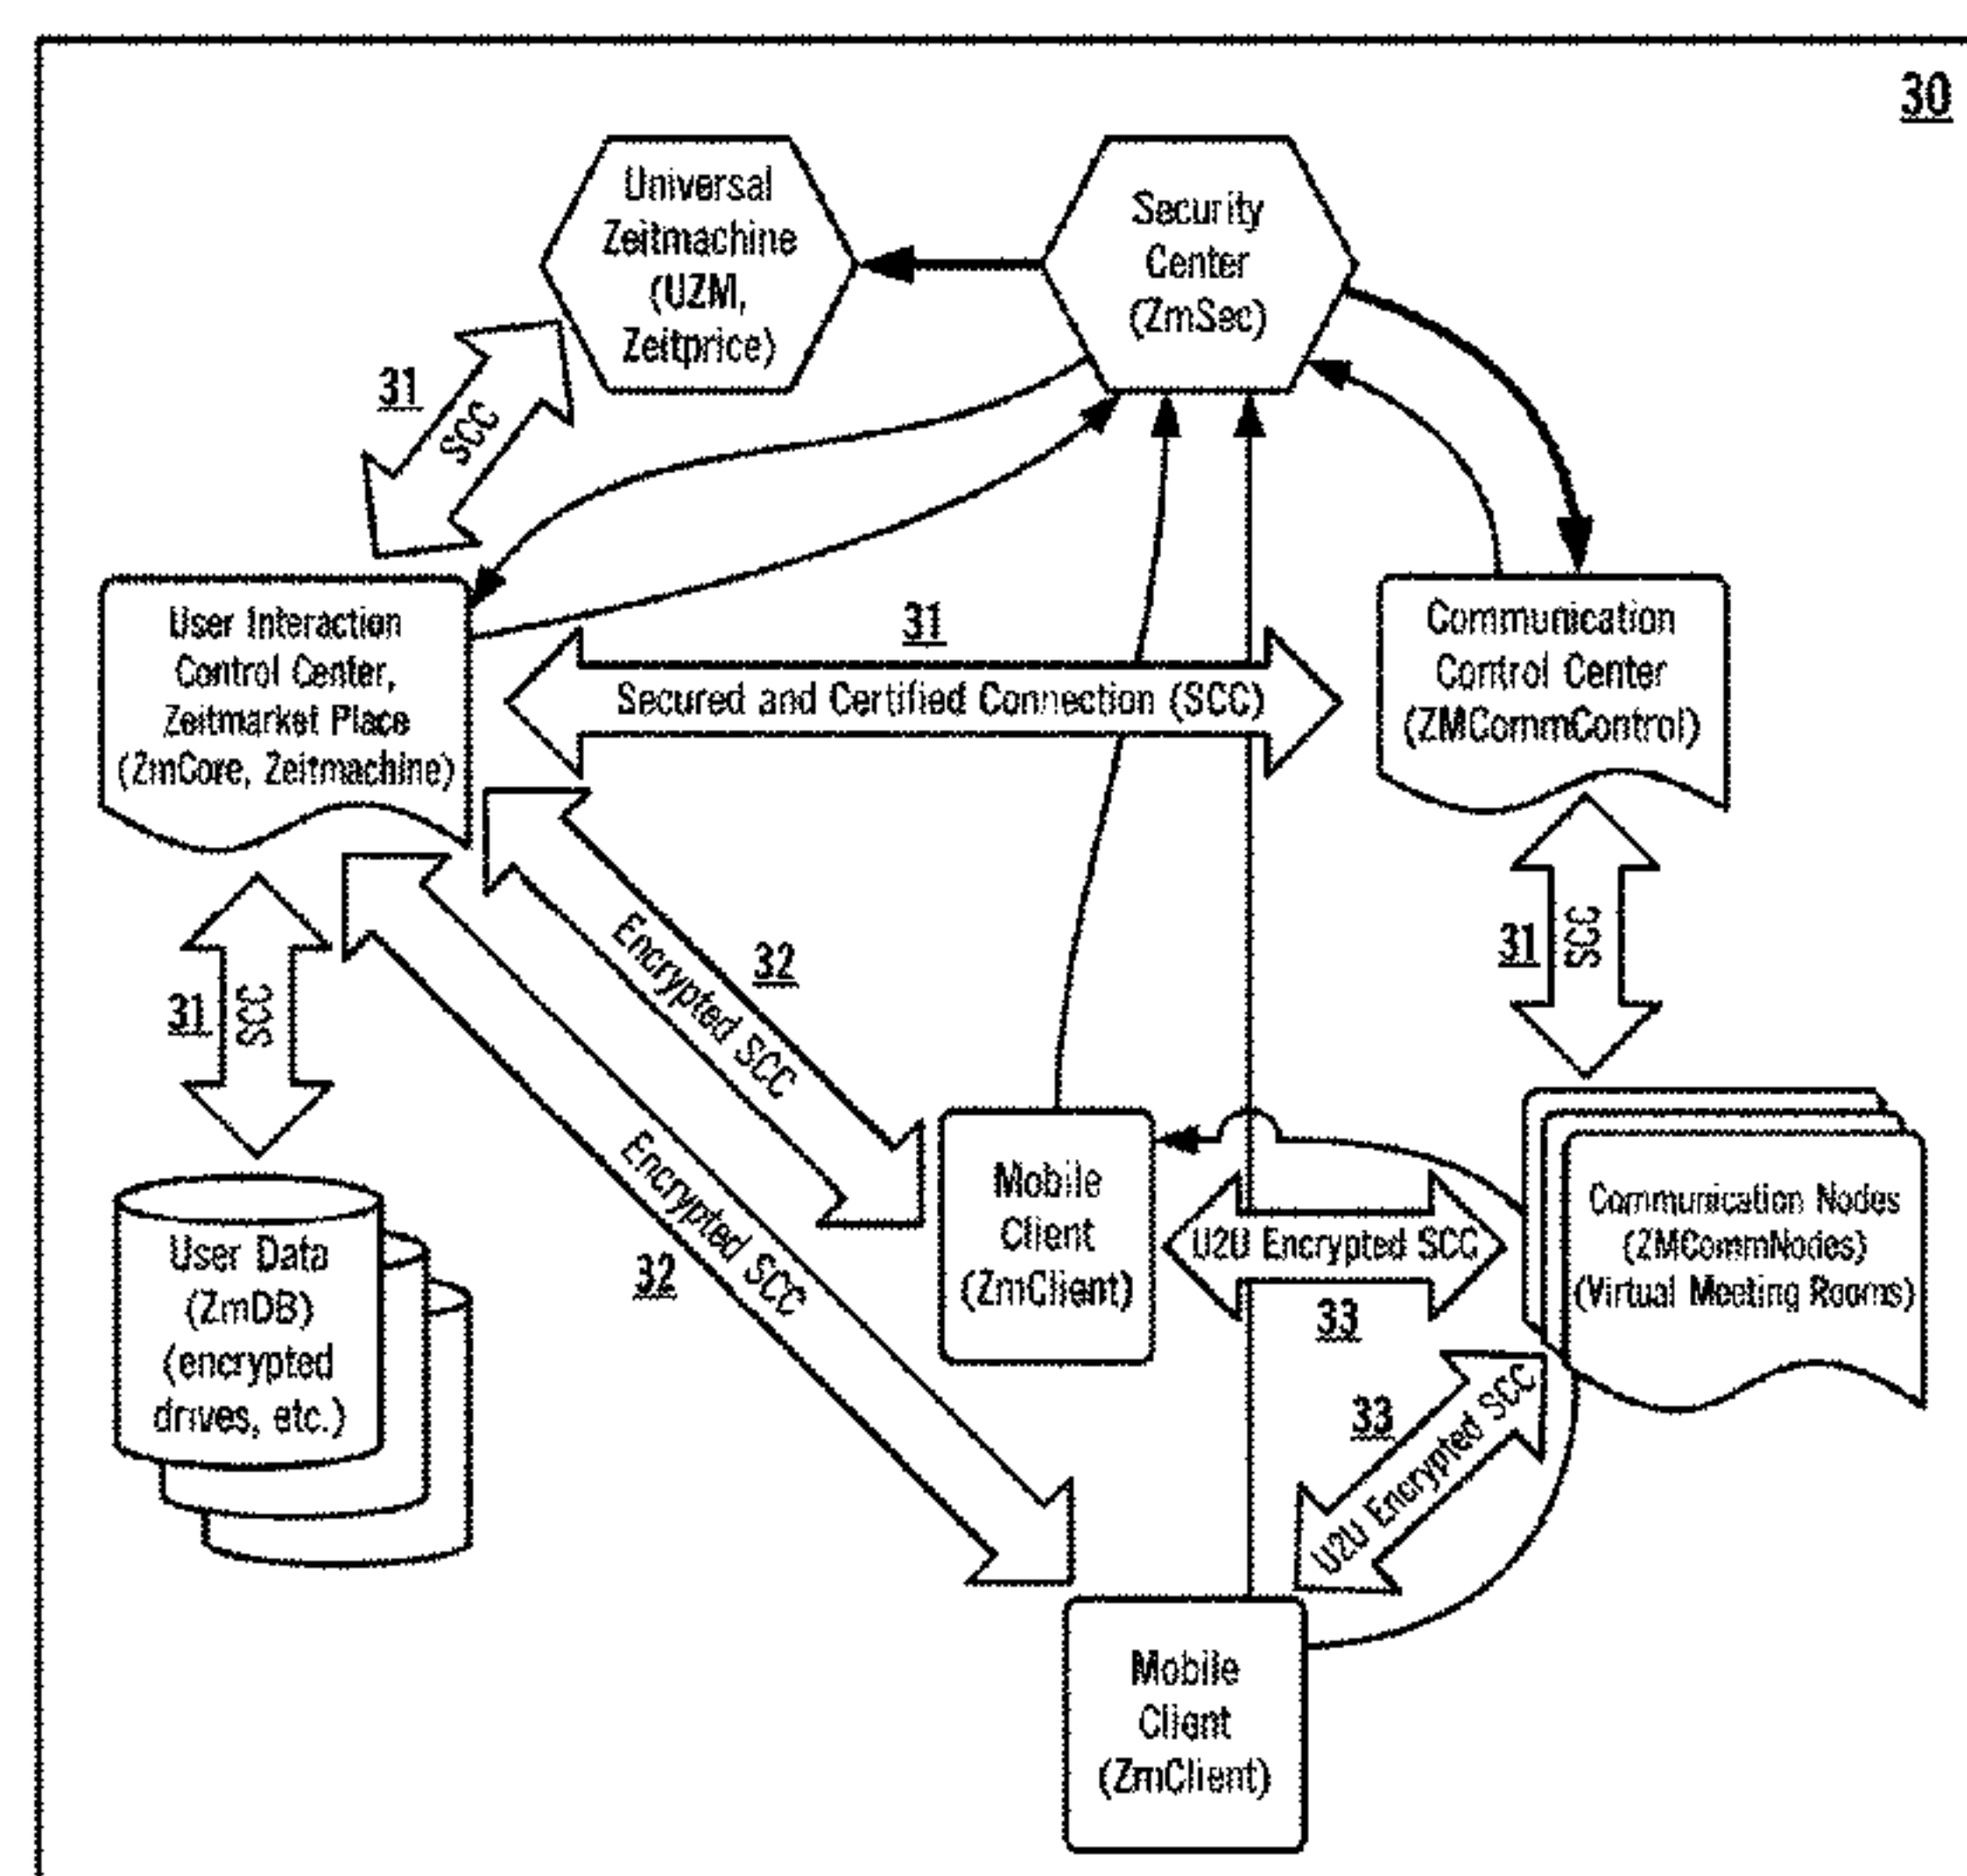 30
Universal
Zeitmachine
(UZM,
Zeitprice)
Security
Center
(ZmSec)
31
SCC
User Interaction
Control Center,
Zeitmarket Place
(ZmCore, Zeitmachine)
31
Secured and Certified Connection (SCC)
Communication
Control Center
(ZMCommControl)
31
SCC
32
Encrypted SCC
31
SCC
32
Encrypted SCC
User Data
(ZmDB)
(encrypted
drives, etc.)
Mobile
Client
(ZmClient)
U2U Encrypted SCC
33
Communication Nodes
(ZMCommNodes)
(Virtual Meeting Rooms)
33
U2U Encrypted SCC
Mobile
Client
(ZmClient)